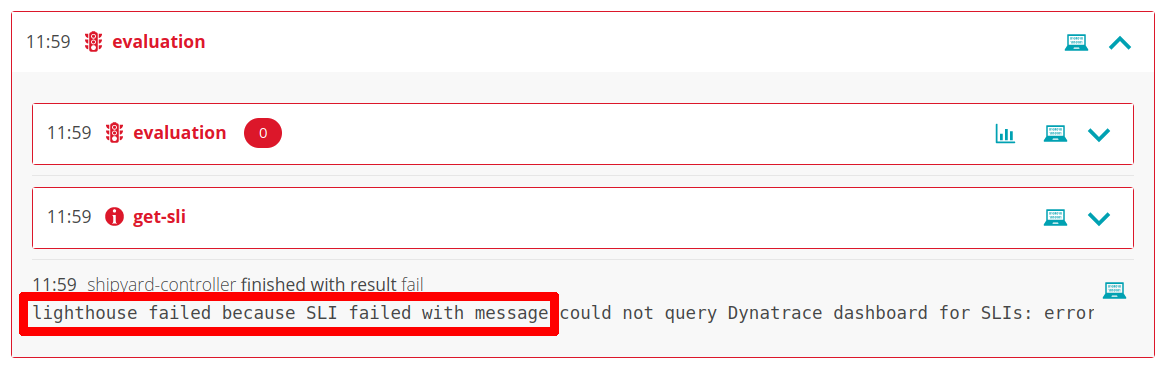 11:59 evaluation
11:59 evaluation 0
11:59 get-sli
11:59 shipyard-controller finished with result fail
lighthouse failed because SLI failed with message could not query Dynatrace dashboard for SLIs: error